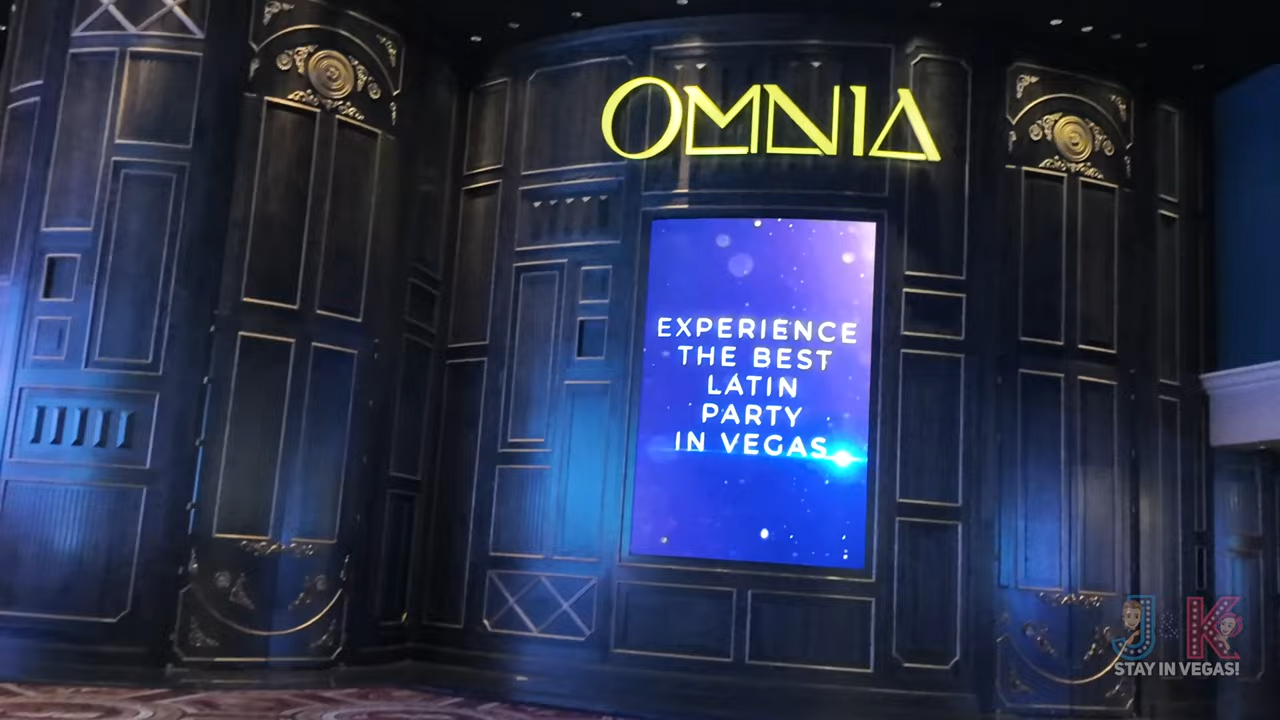 OMNIA
EXPERIENCE
THE BEST
LATIN
PARTY
IN VEGAS
J&K
STAY IN VEGAS!